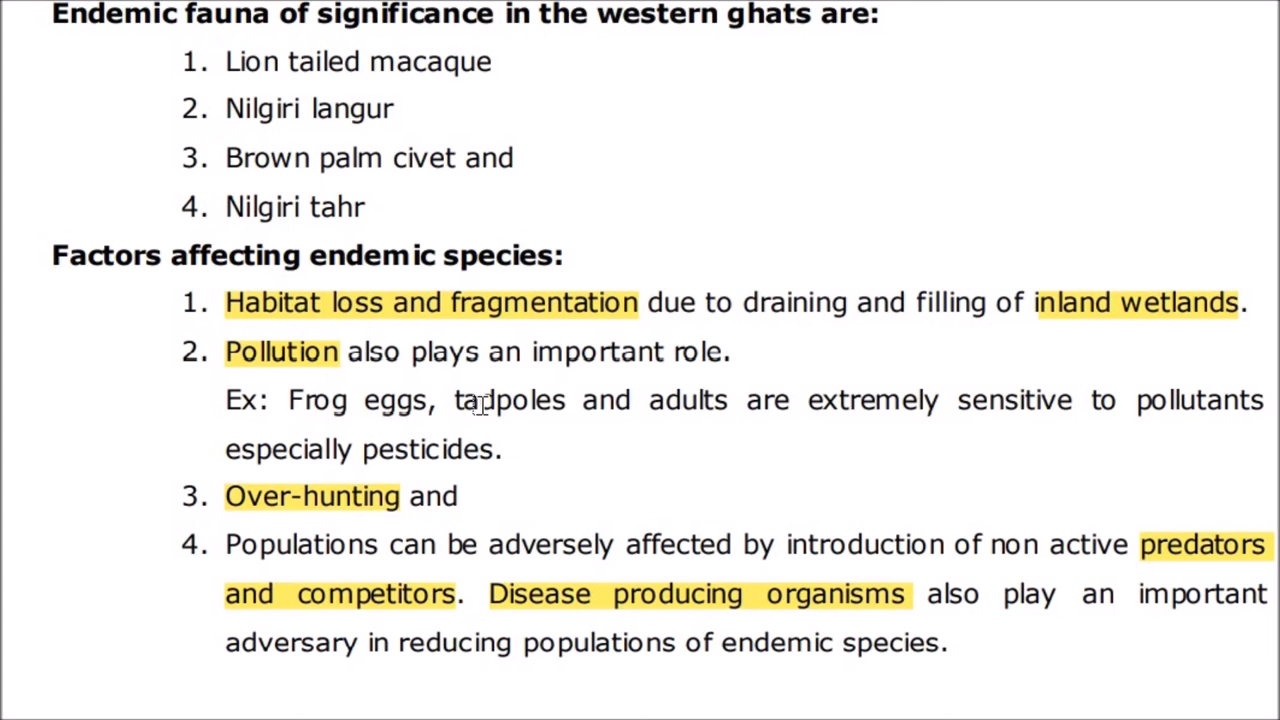 Endemic fauna of significance in the western ghats are:
1. Lion tailed macaque
2. Nilgiri langur
3. Brown palm civet and
4. Nilgiri tahr
Factors affecting endemic species:
1. Habitat loss and fragmentation due to draining and filling of inland wetlands.
2. Pollution also plays an important role.
Ex: Frog eggs, tadpoles and adults are extremely sensitive to pollutants
especially pesticides.
3. Over-hunting and
4. Populations can be adversely affected by introduction of non active predators
and competitors. Disease producing organisms also play an important
adversary in reducing populations of endemic species.